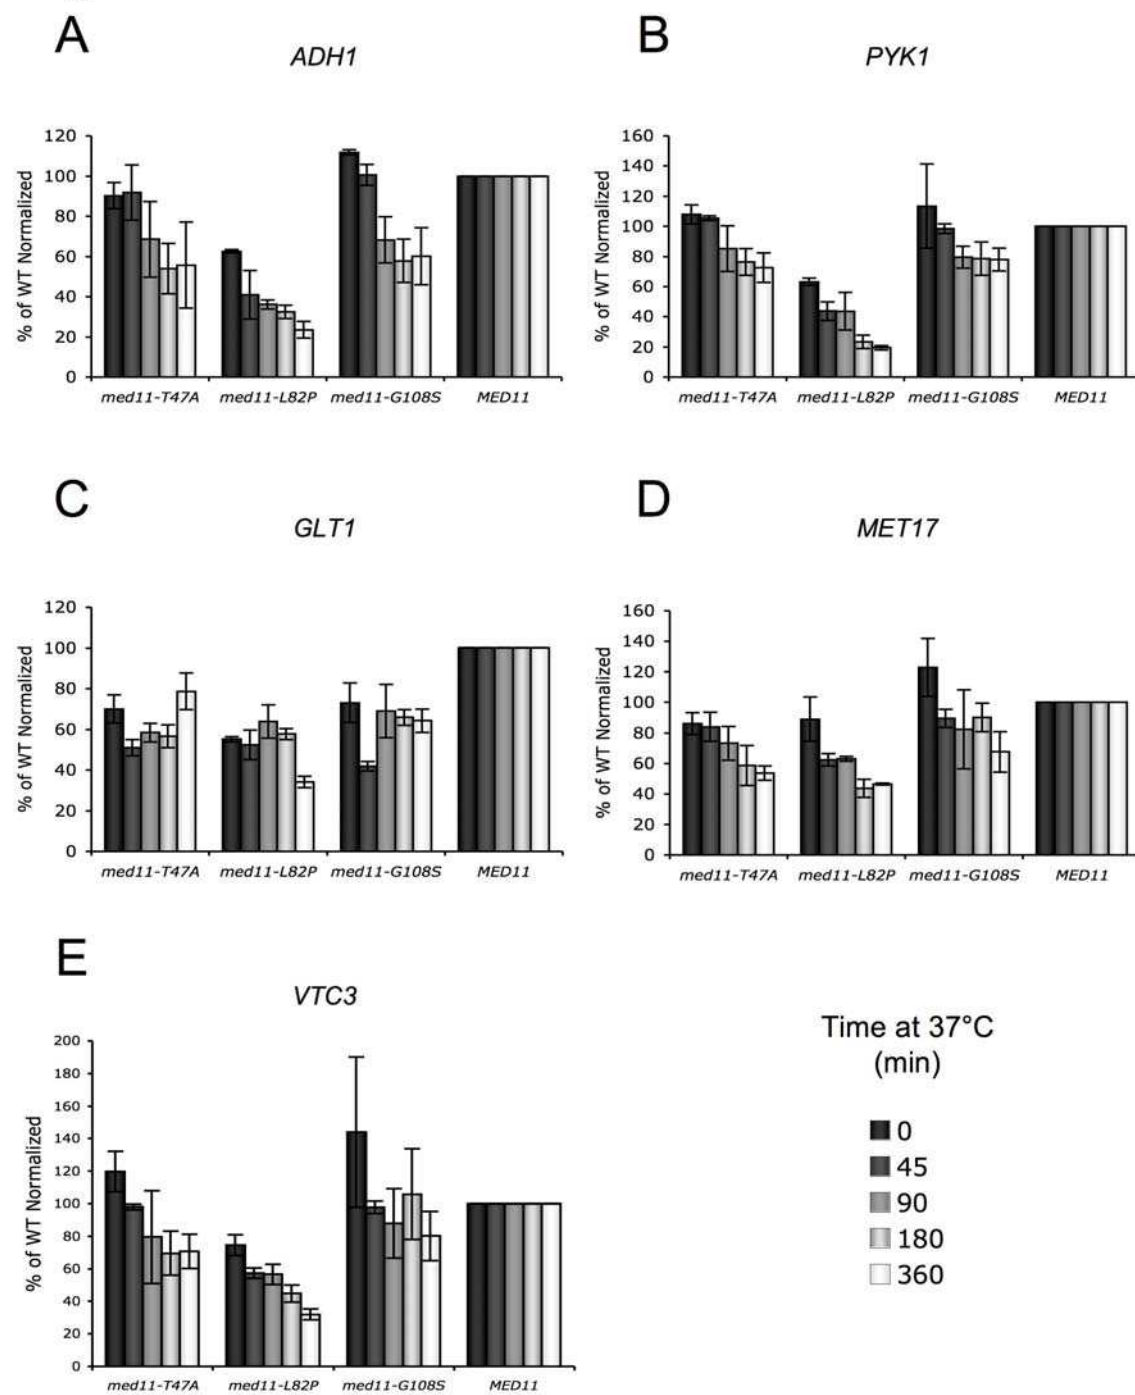 A
ADH1
% of WT Normalized
120
100
80
60
40
20
0
med11-T47A med11-L82P med11-G108S MED11
B
PYK1
% of WT Normalized
160
140
120
100
80
60
40
20
0
med11-T47A med11-L82P med11-G108S MED11
C
GLT1
% of WT Normalized
120
100
80
60
40
20
0
med11-T47A med11-L82P med11-G108S MED11
D
MET17
% of WT Normalized
160
140
120
100
80
60
40
20
0
med11-T47A med11-L82P med11-G108S MED11
E
VTC3
% of WT Normalized
200
180
160
140
120
100
80
60
40
20
0
med11-T47A med11-L82P med11-G108S MED11
Time at 37°C
(min)
0
45
90
180
360